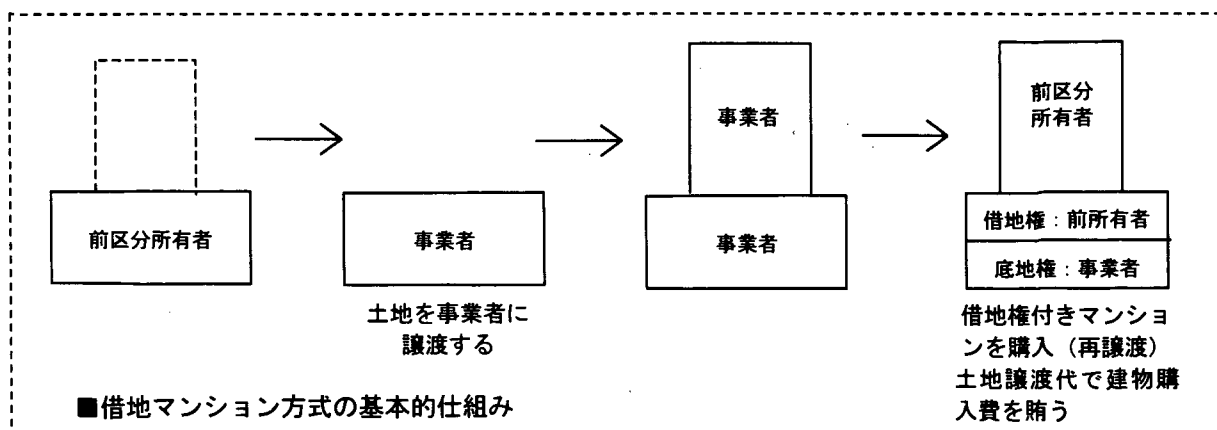 前区分所有者
事業者
土地を事業者に
譲渡する
事業者
事業者
前区分
所有者
借地権：前所有者
底地権：事業者
借地権付きマンショ
ンを購入（再譲渡）
土地譲渡代で建物購
入費を賄う
■借地マンション方式の基本的仕組み